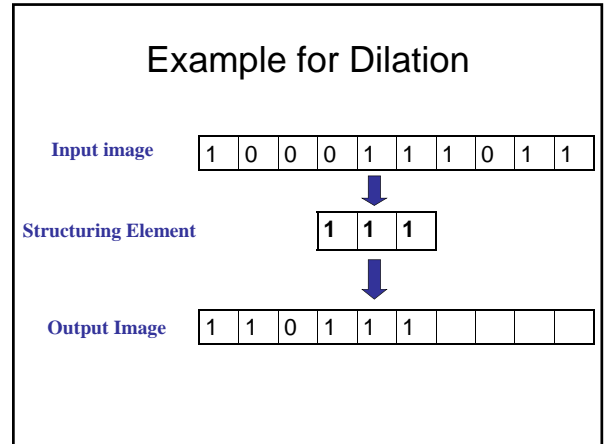 Example for Dilation
Input image 1 0 0 0 1 1 1 0 1 1
Structuring Element 1 1 1
Output Image 1 1 0 1 1 1